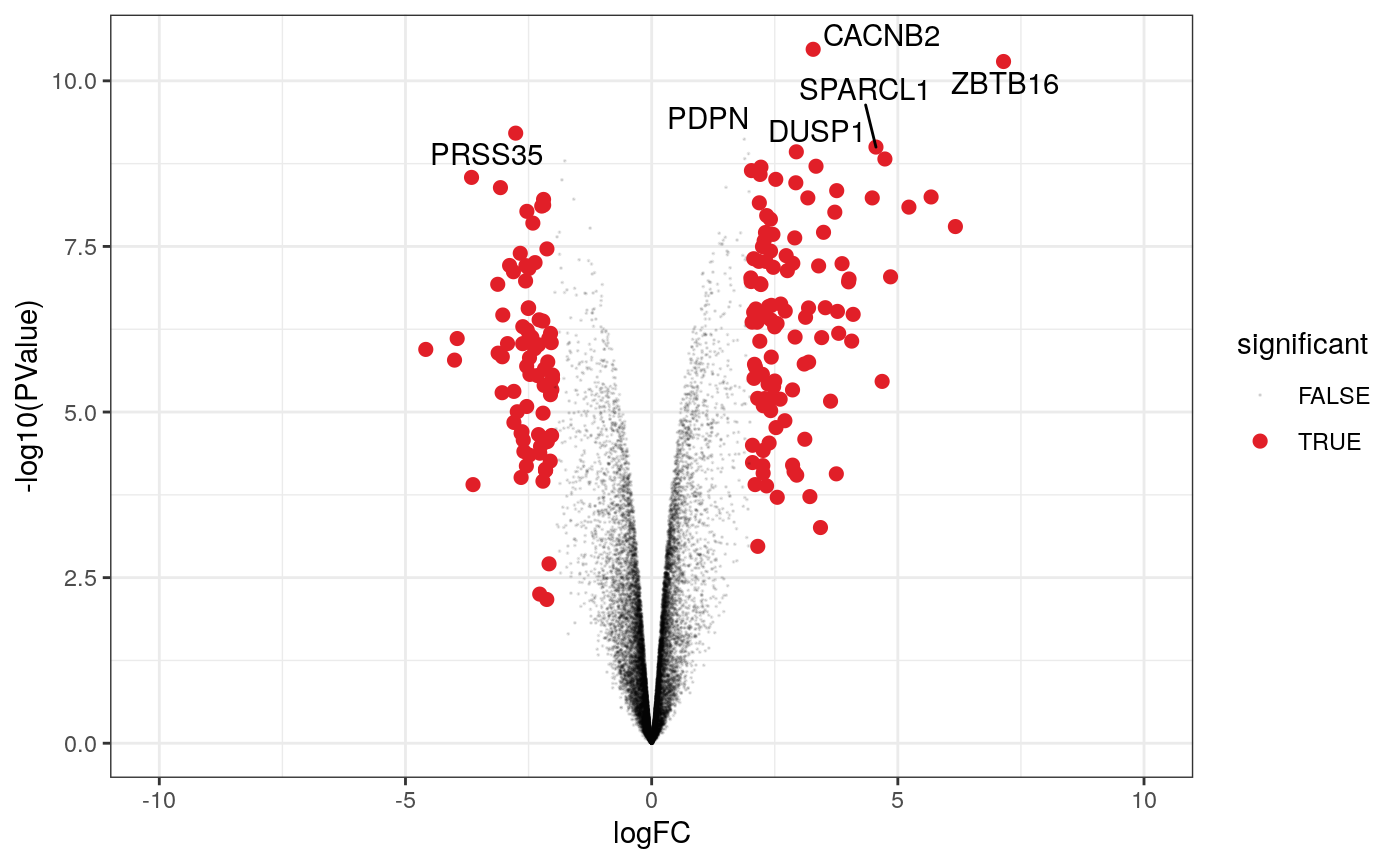 CACNB2
ZBTB16
SPARCL1
PDPN
DUSP1
PRSS35
10.0
7.5
5.0
2.5
0.0
-log10(PValue)
-10
-5
0
5
10
logFC
significant
FALSE
TRUE